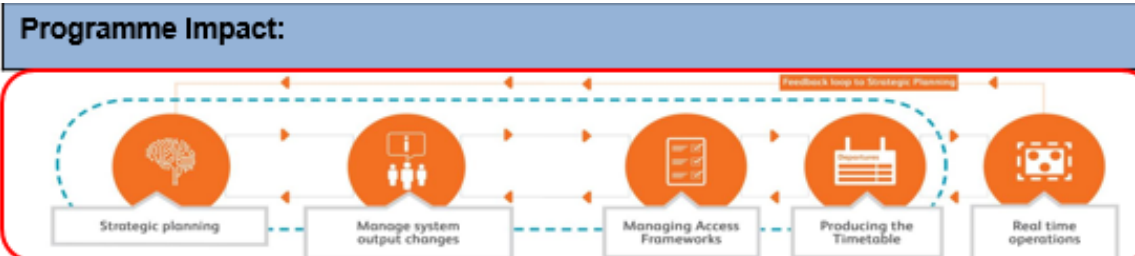 Programme Impact:
Feedback loop to Strategic Planning
i
Departures
Strategic planning
Manage system
output changes
Managing Access
Frameworks
Producing the
Timetable
Real time
operations